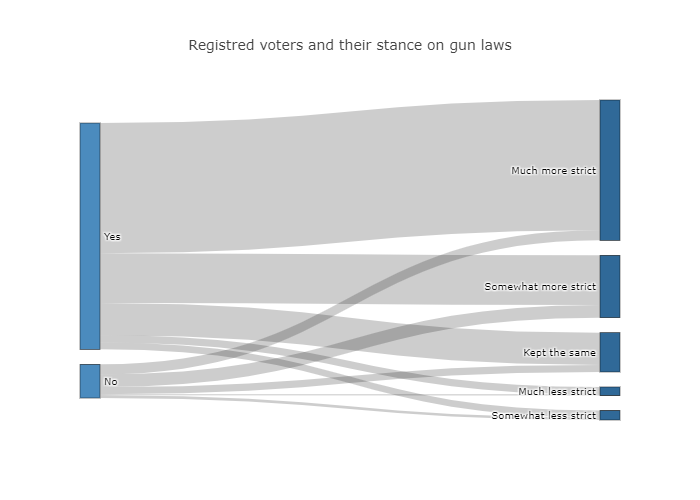 Registred voters and their stance on gun laws
Much more strict
Yes
Somewhat more strict
Kept the same
No
Much less strict
Somewhat less strict